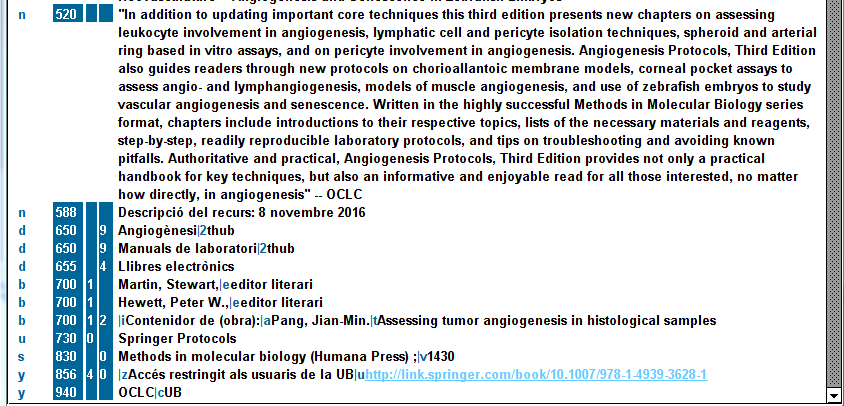 n 520 "In addition to updating important core techniques this third edition presents new chapters on assessing
leukocyte involvement in angiogenesis, lymphatic cell and pericyte isolation techniques, spheroid and arterial
ring based in vitro assays, and on pericyte involvement in angiogenesis. Angiogenesis Protocols, Third Edition
also guides readers through new protocols on chorioallantoic membrane models, corneal pocket assays to
assess angio- and lymphangiogenesis, models of muscle angiogenesis, and use of zebrafish embryos to study
vascular angiogenesis and senescence. Written in the highly successful Methods in Molecular Biology series
format, chapters include introductions to their respective topics, lists of the necessary materials and reagents,
step-by-step, readily reproducible laboratory protocols, and tips on troubleshooting and avoiding known
pitfalls. Authoritative and practical, Angiogenesis Protocols, Third Edition provides not only a practical
handbook for key techniques, but also an informative and enjoyable read for all those interested, no matter
how directly, in angiogenesis" -- OCLC
n 588 Descripció del recurs: 8 novembre 2016
d 650 9 Angiogènesi|2thub
d 650 9 Manuals de laboratori|2thub
d 655 4 Llibres electrònics
b 700 1 Martin, Stewart,|eeditor literari
b 700 1 Hewett, Peter W.,|eeditor literari
b 700 1 2 |iContenidor de (obra):|aPang, Jian-Min.|tAssessing tumor angiogenesis in histological samples
u 730 0 Springer Protocols
s 830 0 Methods in molecular biology (Humana Press) ;|v1430
y 856 4 0 |zAccés restringit als usuaris de la UB|uhttp://link.springer.com/book/10.1007/978-1-4939-3628-1
y 940 OCLC|cUB